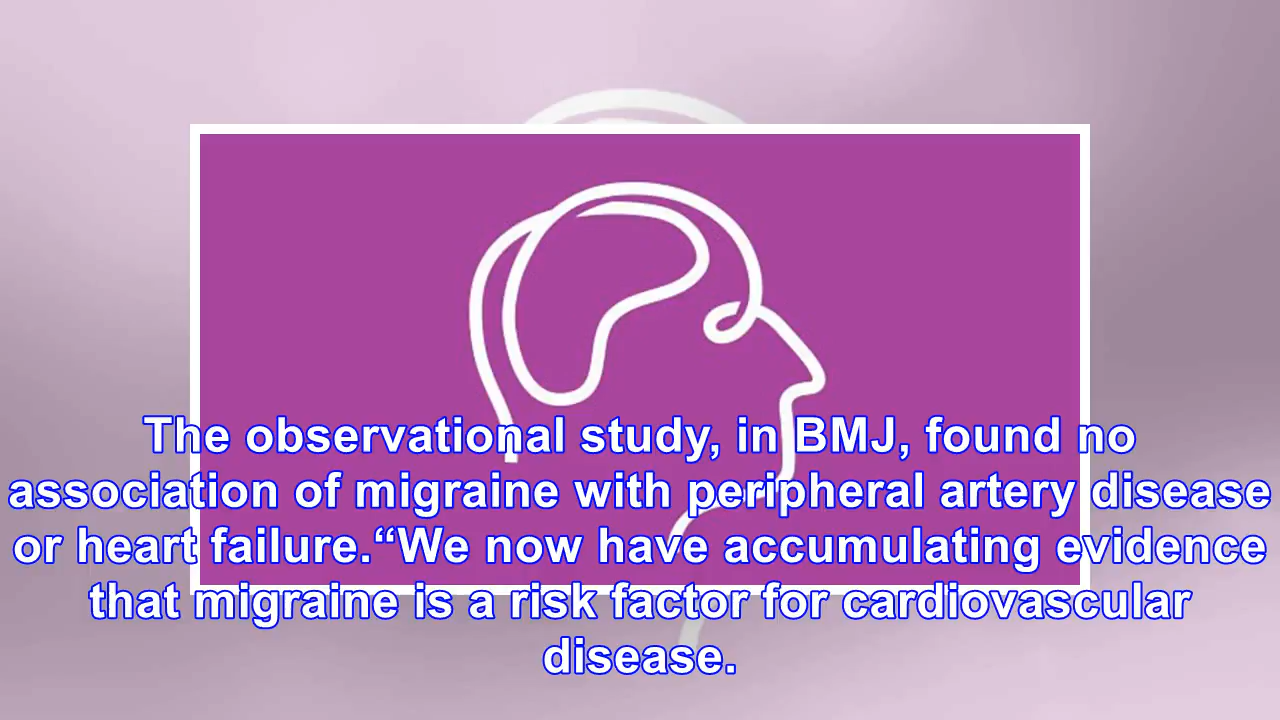 The observational study, in BMJ, found no
association of migraine with peripheral artery disease
or heart failure.“We now have accumulating evidence
that migraine is a risk factor for cardiovascular
disease.